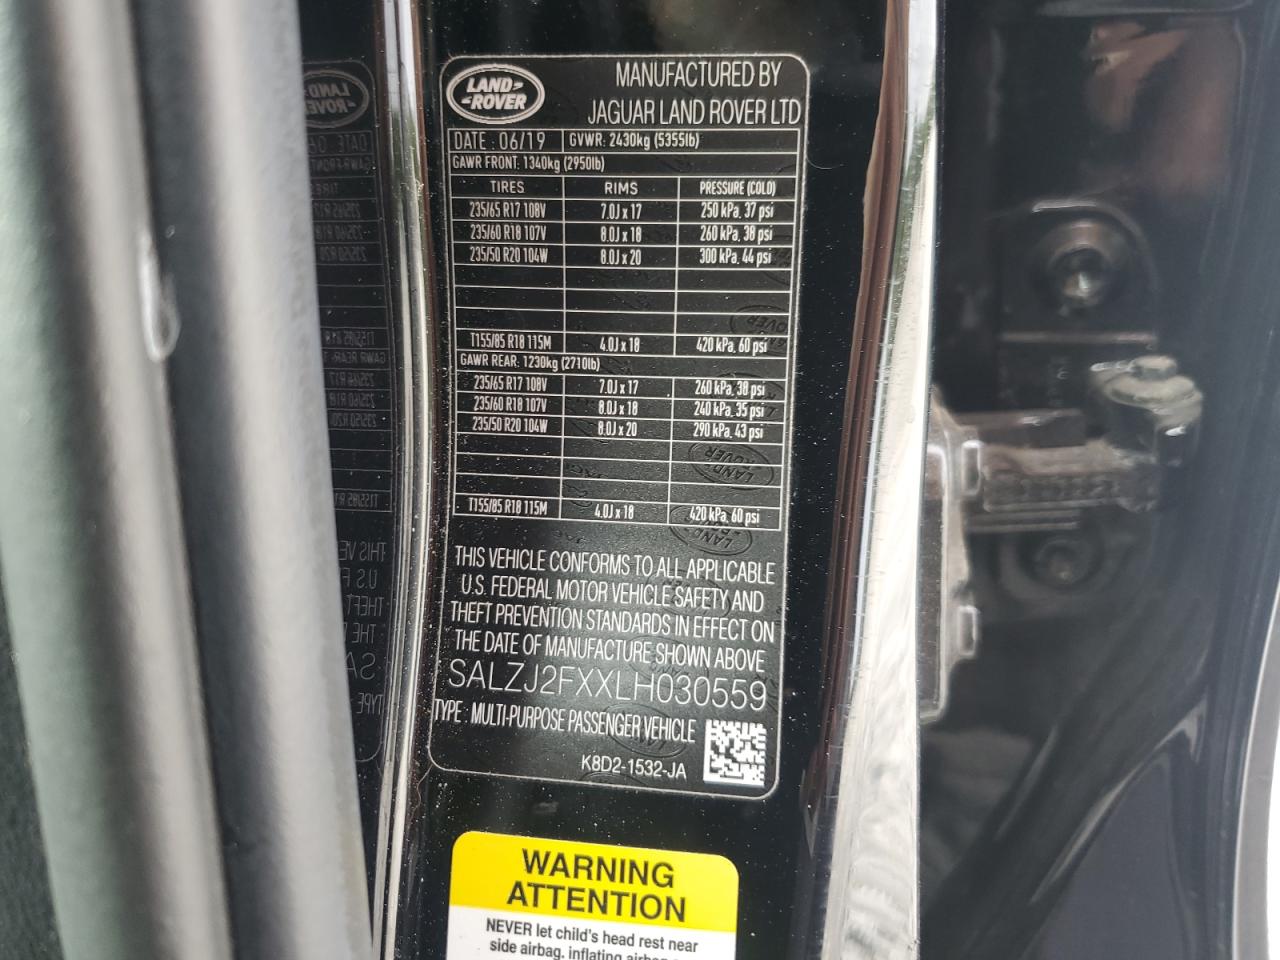 LAND ROVER
MANUFACTURED BY
JAGUAR LAND ROVER LTD
DATE : 06/19 GVWR: 2430kg (5355lb)
GAWR FRONT: 1340kg (2950lb)
TIRES RIMS PRESSURE (COLD)
235/65 R17 108V 7.0J x 17 250 kPa, 37 psi
235/60 R18 107V 8.0J x 18 260 kPa, 38 psi
235/50 R20 104W 8.0J x 20 300 kPa, 44 psi
T155/85 R18 115M 4.0J x 18 420 kPa, 60 psi
GAWR REAR: 1230kg (2710lb)
235/65 R17 108V 7.0J x 17 260 kPa, 38 psi
235/60 R18 107V 8.0J x 18 240 kPa, 35 psi
235/50 R20 104W 8.0J x 20 290 kPa, 43 psi
T155/85 R18 115M 4.0J x 18 420 kPa, 60 psi
THIS VEHICLE CONFORMS TO ALL APPLICABLE
U.S. FEDERAL MOTOR VEHICLE SAFETY AND
THEFT PREVENTION STANDARDS IN EFFECT ON
THE DATE OF MANUFACTURE SHOWN ABOVE
SALZJ2FXXLH030559
TYPE : MULTI-PURPOSE PASSENGER VEHICLE
K8D2-1532-JA
WARNING
ATTENTION
NEVER let child's head rest near
side airbag, inflating